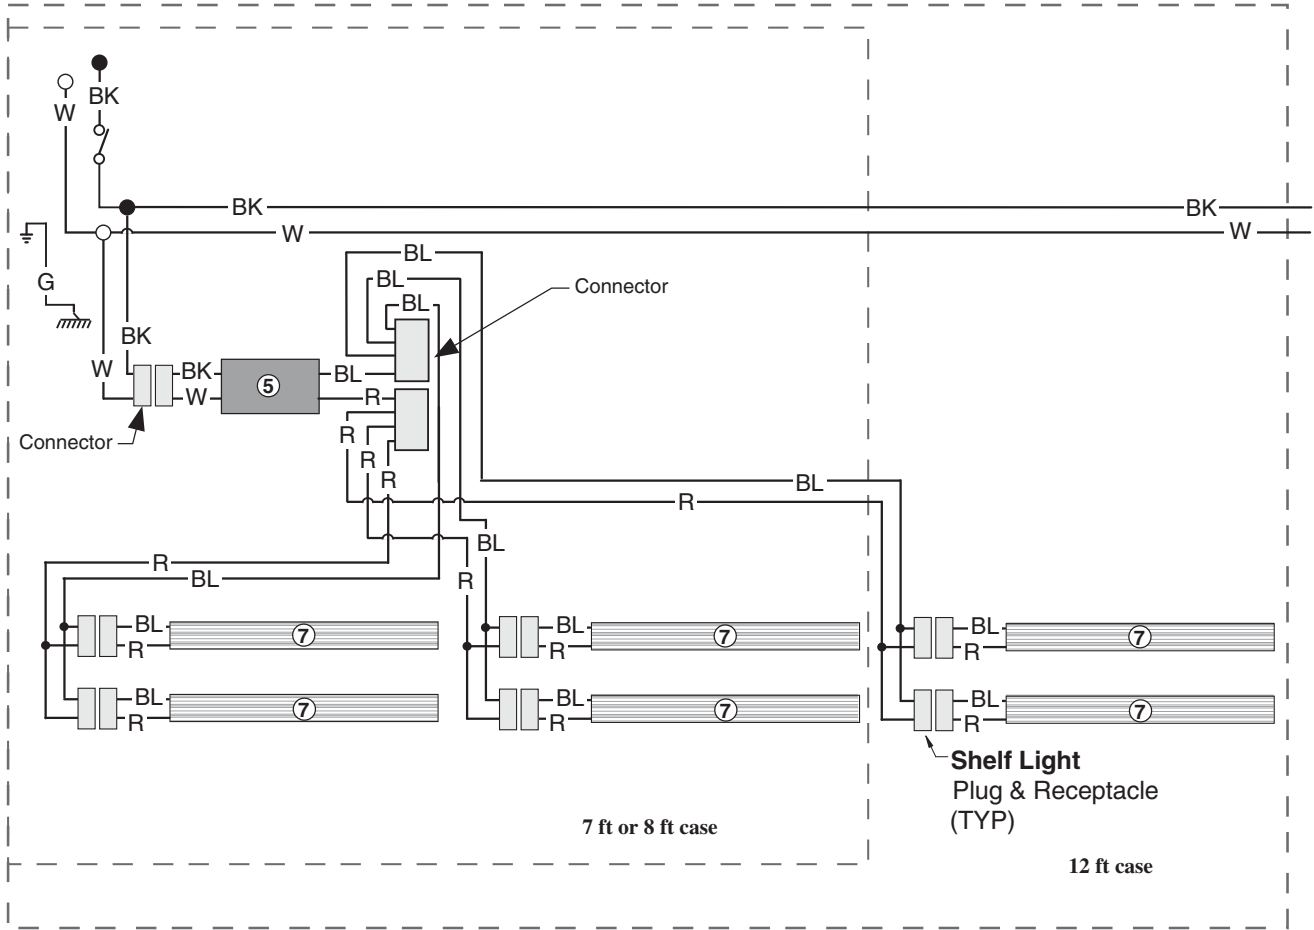 BK
W
BK
BK
W
W
BL
G
BL
Connector
BL
BK
W
BK
BL
5
W
R
Connector
R
R
R
BL
R
BL
R
BL
R
BL
7
R
BL
7
R
BL
7
R
BL
7
R
BL
7
R
BL
7
R
Shelf Light
Plug & Receptacle
(TYP)
7 ft or 8 ft case
12 ft case